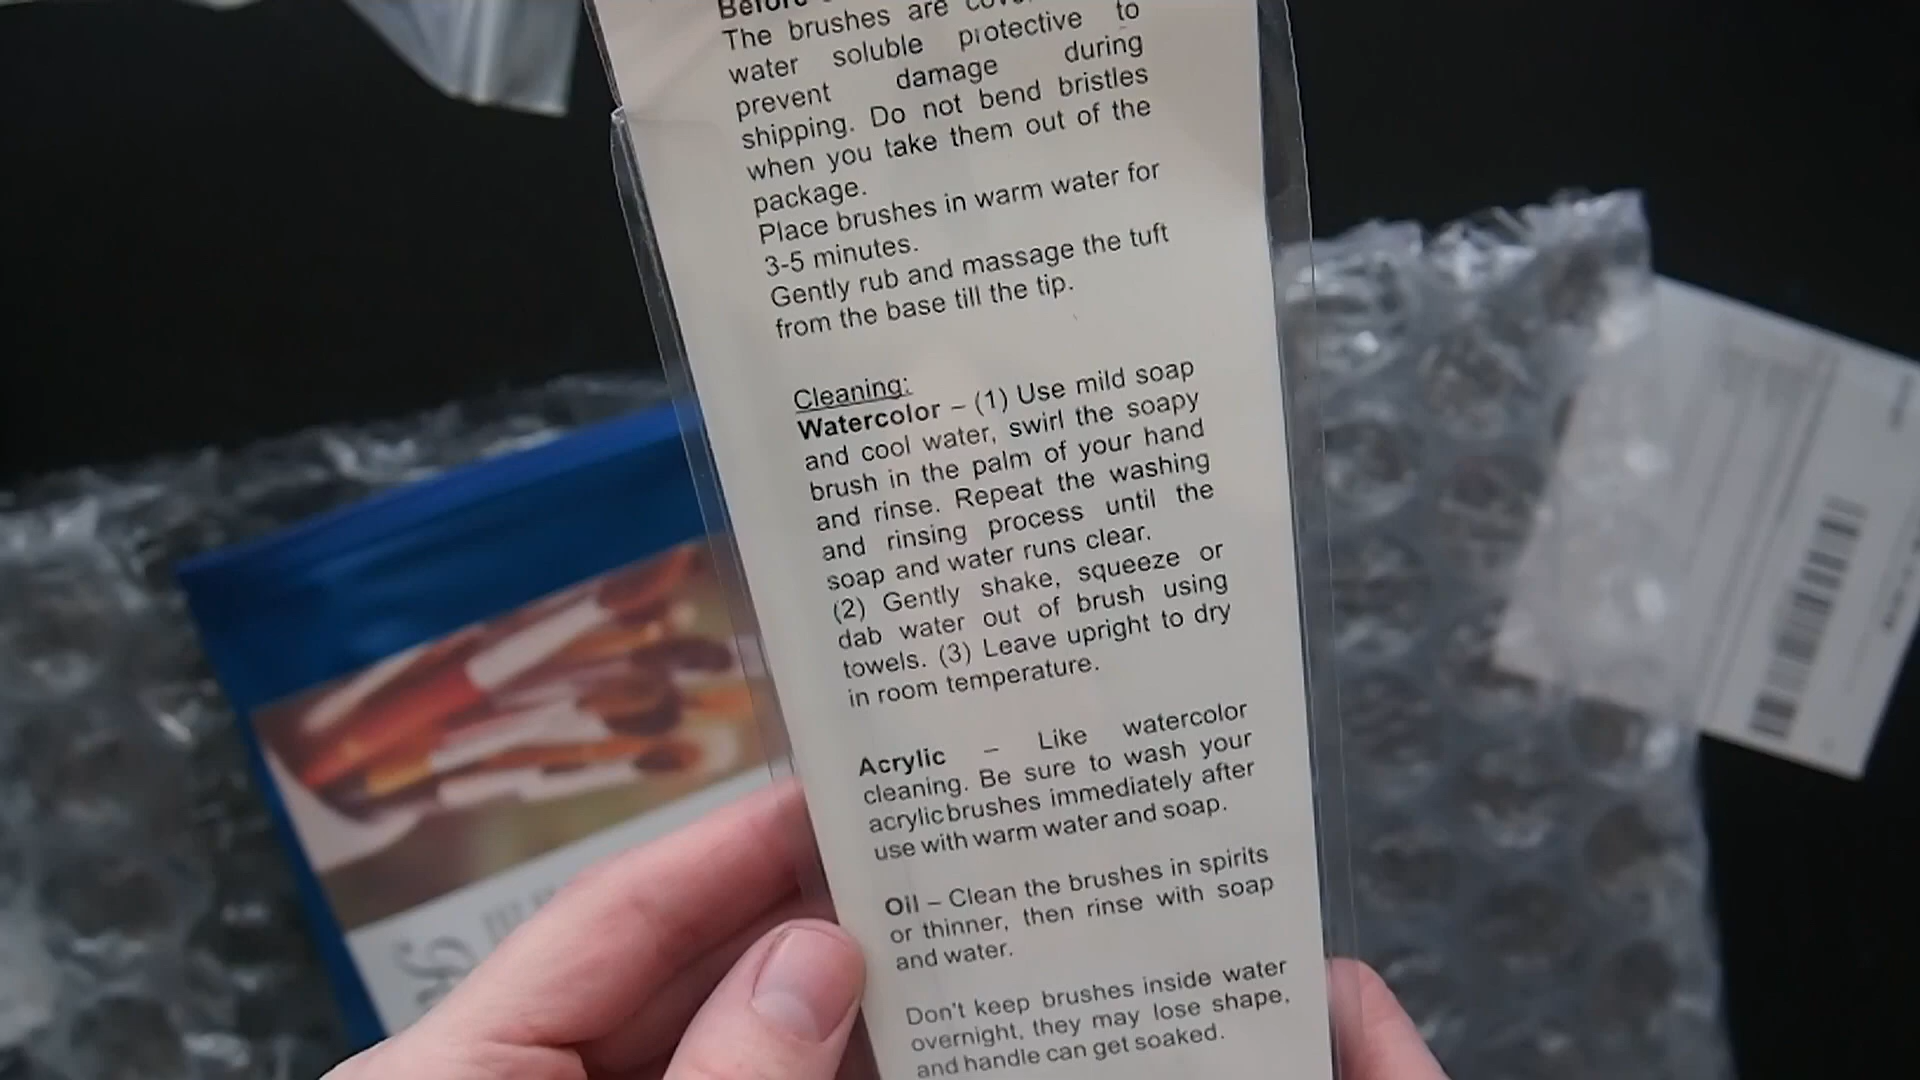 Before
The brushes are
water soluble protective to
prevent damage during
shipping. Do not bend bristles
when you take them out of the
package.
Place brushes in warm water for
3-5 minutes.
Gently rub and massage the tuft
from the base till the tip.
Cleaning:
Watercolor – (1) Use mild soap
and cool water, swirl the soapy
brush in the palm of your hand
and rinse. Repeat the washing
and rinsing process until the
soap and water runs clear.
(2) Gently shake, squeeze or
dab water out of brush using
towels. (3) Leave upright to dry
in room temperature.
Acrylic – Like watercolor
cleaning. Be sure to wash your
acrylic brushes immediately after
use with warm water and soap.
Oil – Clean the brushes in spirits
or thinner, then rinse with soap
and water.
Don't keep brushes inside water
overnight, they may lose shape,
and handle can get soaked.